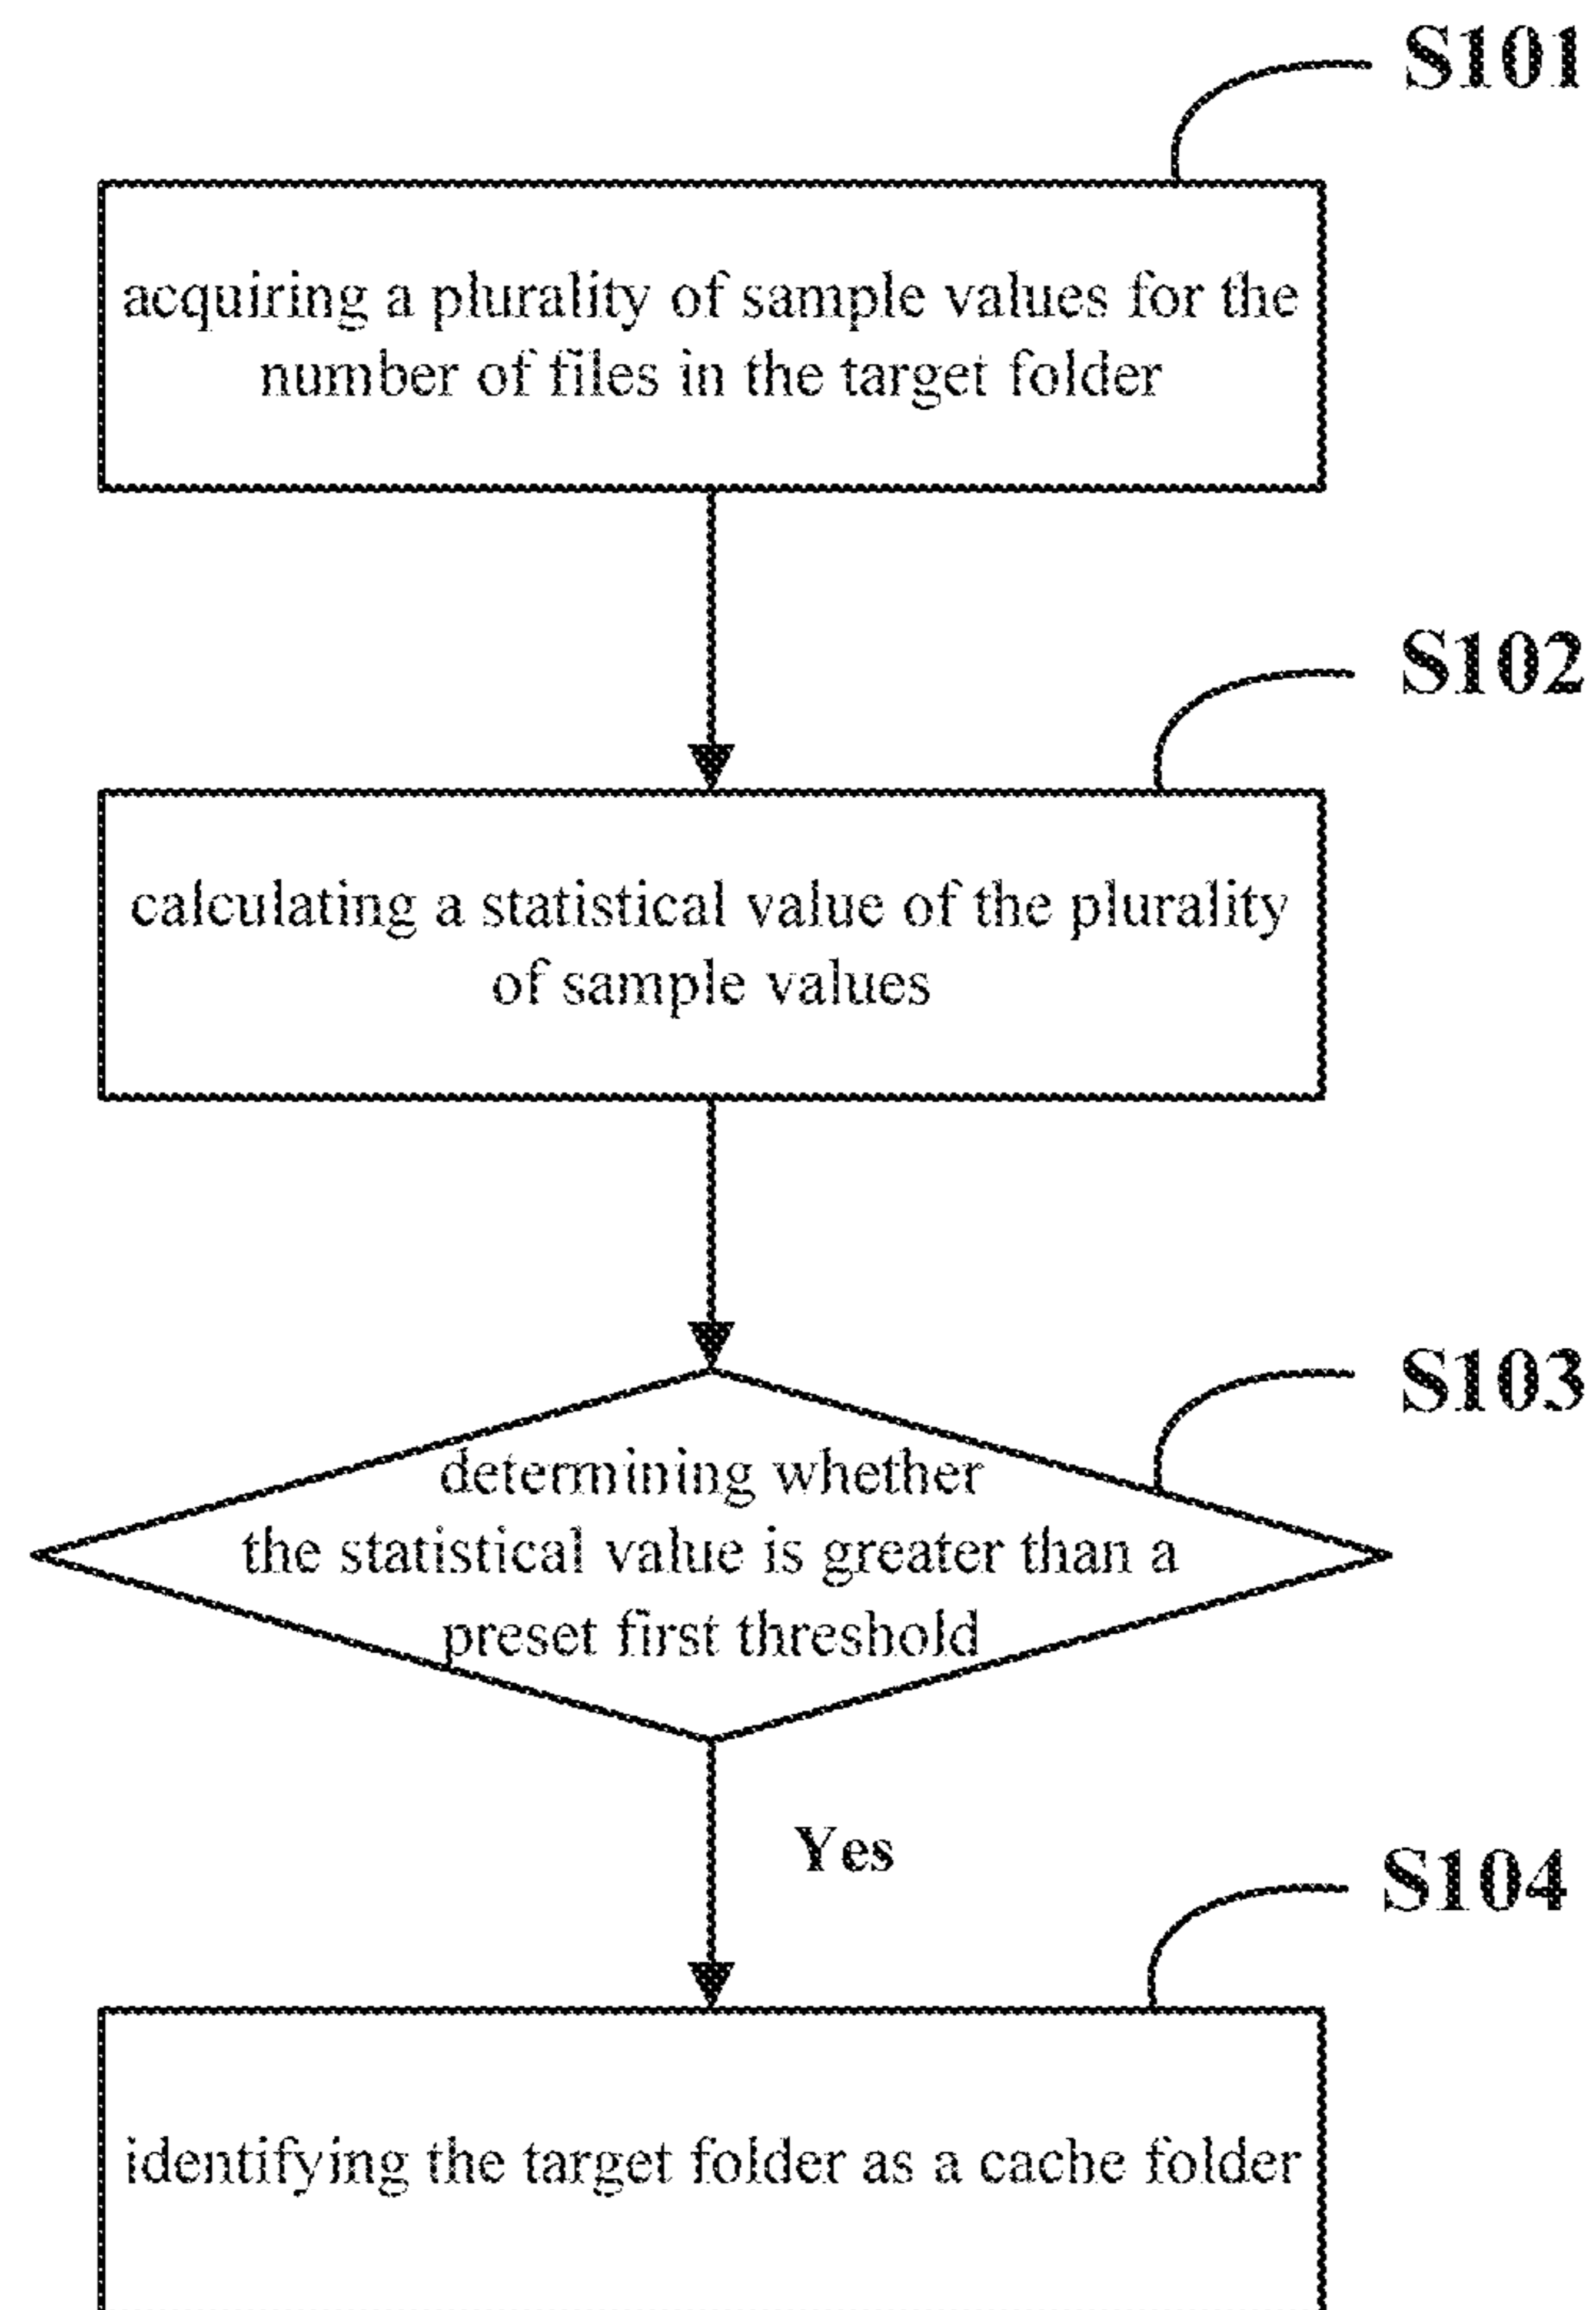 S101
acquiring a plurality of sample values for the
number of files in the target folder
S102
calculating a statistical value of the plurality
of sample values
S103
determining whether
the statistical value is greater than a
preset first threshold
Yes
S104
identifying the target folder as a cache folder